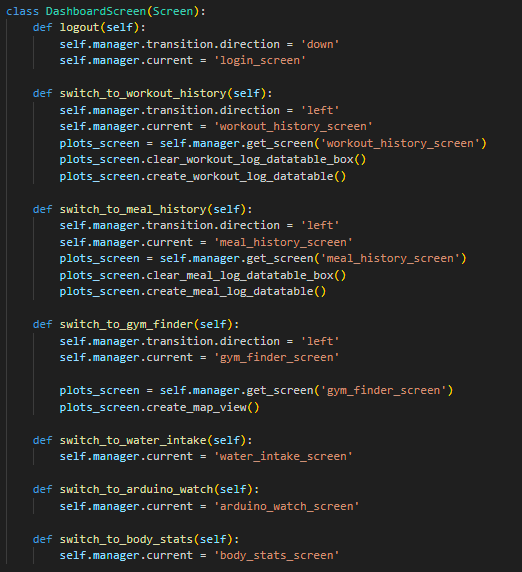 class DashboardScreen(Screen):
    def logout(self):
        self.manager.transition.direction = 'down'
        self.manager.current = 'login_screen'

    def switch_to_workout_history(self):
        self.manager.transition.direction = 'left'
        self.manager.current = 'workout_history_screen'
        plots_screen = self.manager.get_screen('workout_history_screen')
        plots_screen.clear_workout_log_datatable_box()
        plots_screen.create_workout_log_datatable()

    def switch_to_meal_history(self):
        self.manager.transition.direction = 'left'
        self.manager.current = 'meal_history_screen'
        plots_screen = self.manager.get_screen('meal_history_screen')
        plots_screen.clear_meal_log_datatable_box()
        plots_screen.create_meal_log_datatable()

    def switch_to_gym_finder(self):
        self.manager.transition.direction = 'left'
        self.manager.current = 'gym_finder_screen'

        plots_screen = self.manager.get_screen('gym_finder_screen')
        plots_screen.create_map_view()

    def switch_to_water_intake(self):
        self.manager.current = 'water_intake_screen'

    def switch_to_arduino_watch(self):
        self.manager.current = 'arduino_watch_screen'

    def switch_to_body_stats(self):
        self.manager.current = 'body_stats_screen'